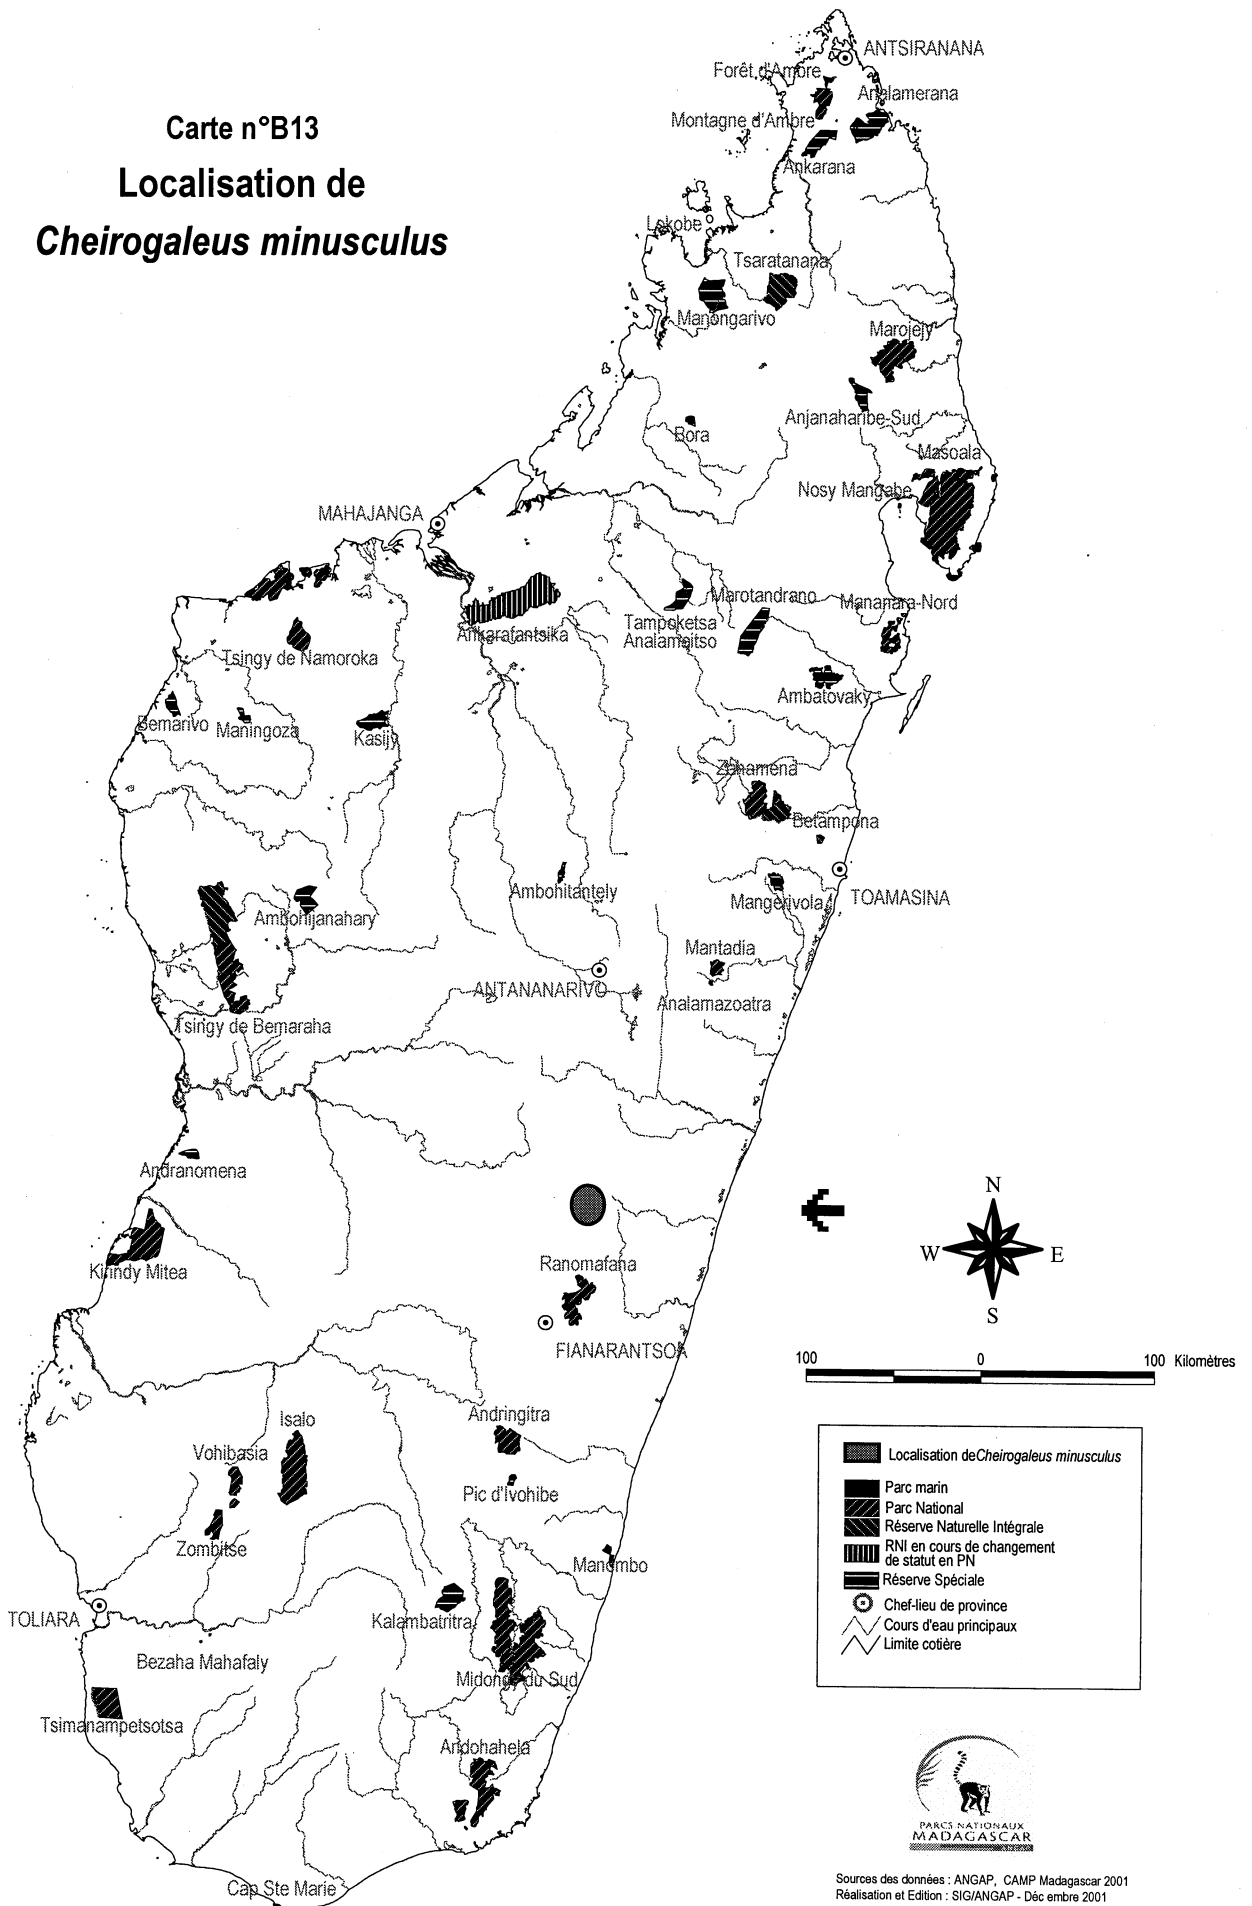 Carte n°B13
Localisation de
Cheirogaleus minusculus
ANTSIRANANA
Forêt d'Ambre
Analamerana
Montagne d'Ambre
Ankarana
Lokobe
Tsaratanana
Manongarivo
Marojejy
Anjanaharibe-Sud
Bora
Masoala
Nosy Mangabe
MAHAJANGA
Marotandrano
Mananara-Nord
Tampoketsa
Analamaitso
Ankarafantsika
Tsingy de Namoroka
Ambatovaky
Bemarivo
Maningoza
Kasijy
Zahamena
Betampona
Ambohitantely
Mangerivola
TOAMASINA
Ambohijanahary
Mantadia
ANTANANARIVO
Analamazoatra
Tsingy de Bemaraha
Andranomena
N
W
E
S
Ranomafana
Kirindy Mitea
FIANARANTSOA
100
0
100 Kilomètres
Isalo
Andringitra
Vohibasia
Pic d'Ivohibe
Zombitse
Manombo
TOLIARA
Kalambatritra
Bezaha Mahafaly
Midongy du Sud
Tsimanampetsotsa
Andohahela
Cap Ste Marie
Localisation deCheirogaleus minusculus
Parc marin
Parc National
Réserve Naturelle Intégrale
RNI en cours de changement
de statut en PN
Réserve Spéciale
Chef-lieu de province
Cours d'eau principaux
Limite cotière
PARCS NATIONAUX
MADAGASCAR
Sources des données : ANGAP, CAMP Madagascar 2001
Réalisation et Edition : SIG/ANGAP - Déc embre 2001